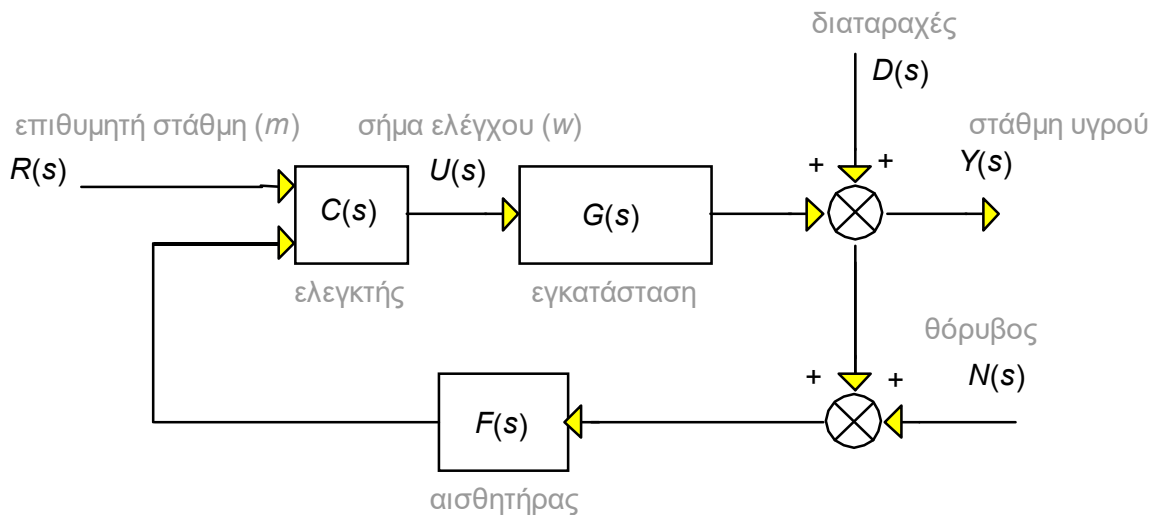 διαταραχές
D(s)
επιθυμητή στάθμη (m)
σήμα ελέγχου (w)
στάθμη υγρού
R(s)
U(s)
Y(s)
+ +
C(s)
G(s)
ελεγκτής
εγκατάσταση
θόρυβος
+ +
N(s)
F(s)
αισθητήρας